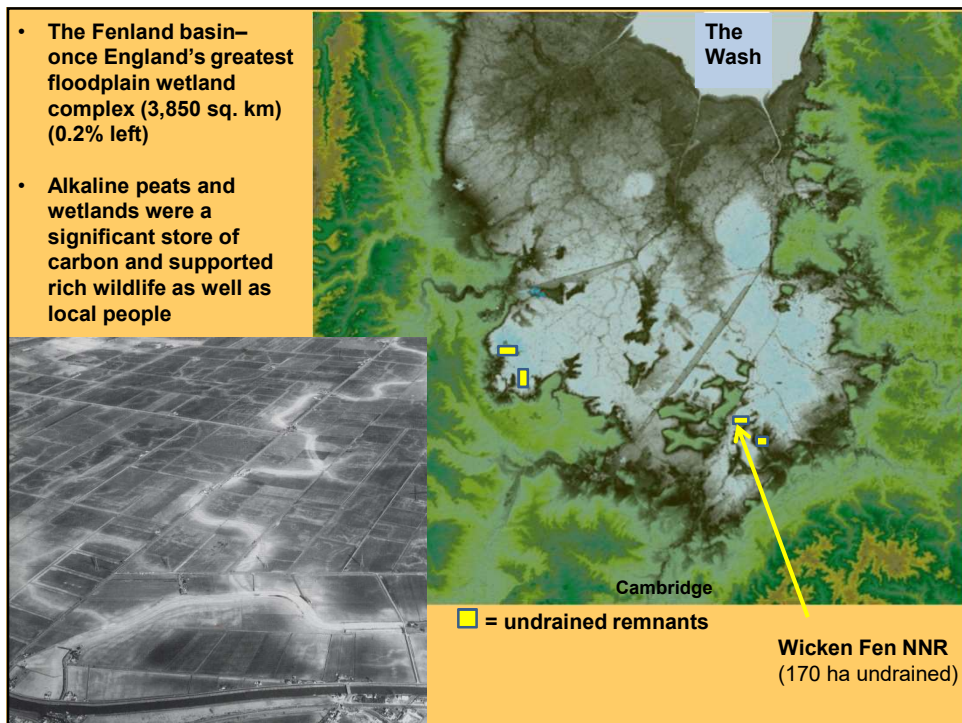 • The Fenland basin–
once England's greatest
floodplain wetland
complex (3,850 sq. km)
(0.2% left)
• Alkaline peats and
wetlands were a
significant store of
carbon and supported
rich wildlife as well as
local people
The
Wash
Cambridge
= undrained remnants
Wicken Fen NNR
(170 ha undrained)